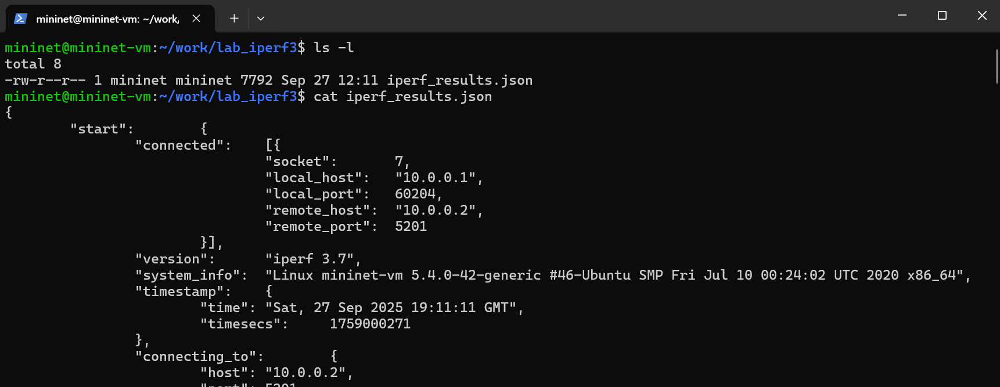 mininet@mininet-vm: ~/work/
mininet@mininet-vm:~/work/lab_iperf3$ ls -l
total 8
-rw-r--r-- 1 mininet mininet 7792 Sep 27 12:11 iperf_results.json
mininet@mininet-vm:~/work/lab_iperf3$ cat iperf_results.json
{
        "start":        {
                "connected":    [{
                                "socket":       7,
                                "local_host":   "10.0.0.1",
                                "local_port":   60204,
                                "remote_host":  "10.0.0.2",
                                "remote_port":  5201
                        }],
                "version":      "iperf 3.7",
                "system_info":  "Linux mininet-vm 5.4.0-42-generic #46-Ubuntu SMP Fri Jul 10 00:24:02 UTC 2020 x86_64",
                "timestamp":    {
                        "time": "Sat, 27 Sep 2025 19:11:11 GMT",
                        "timesecs":     1759000271
                },
                "connecting_to":        {
                        "host": "10.0.0.2",
                        "port": 5201